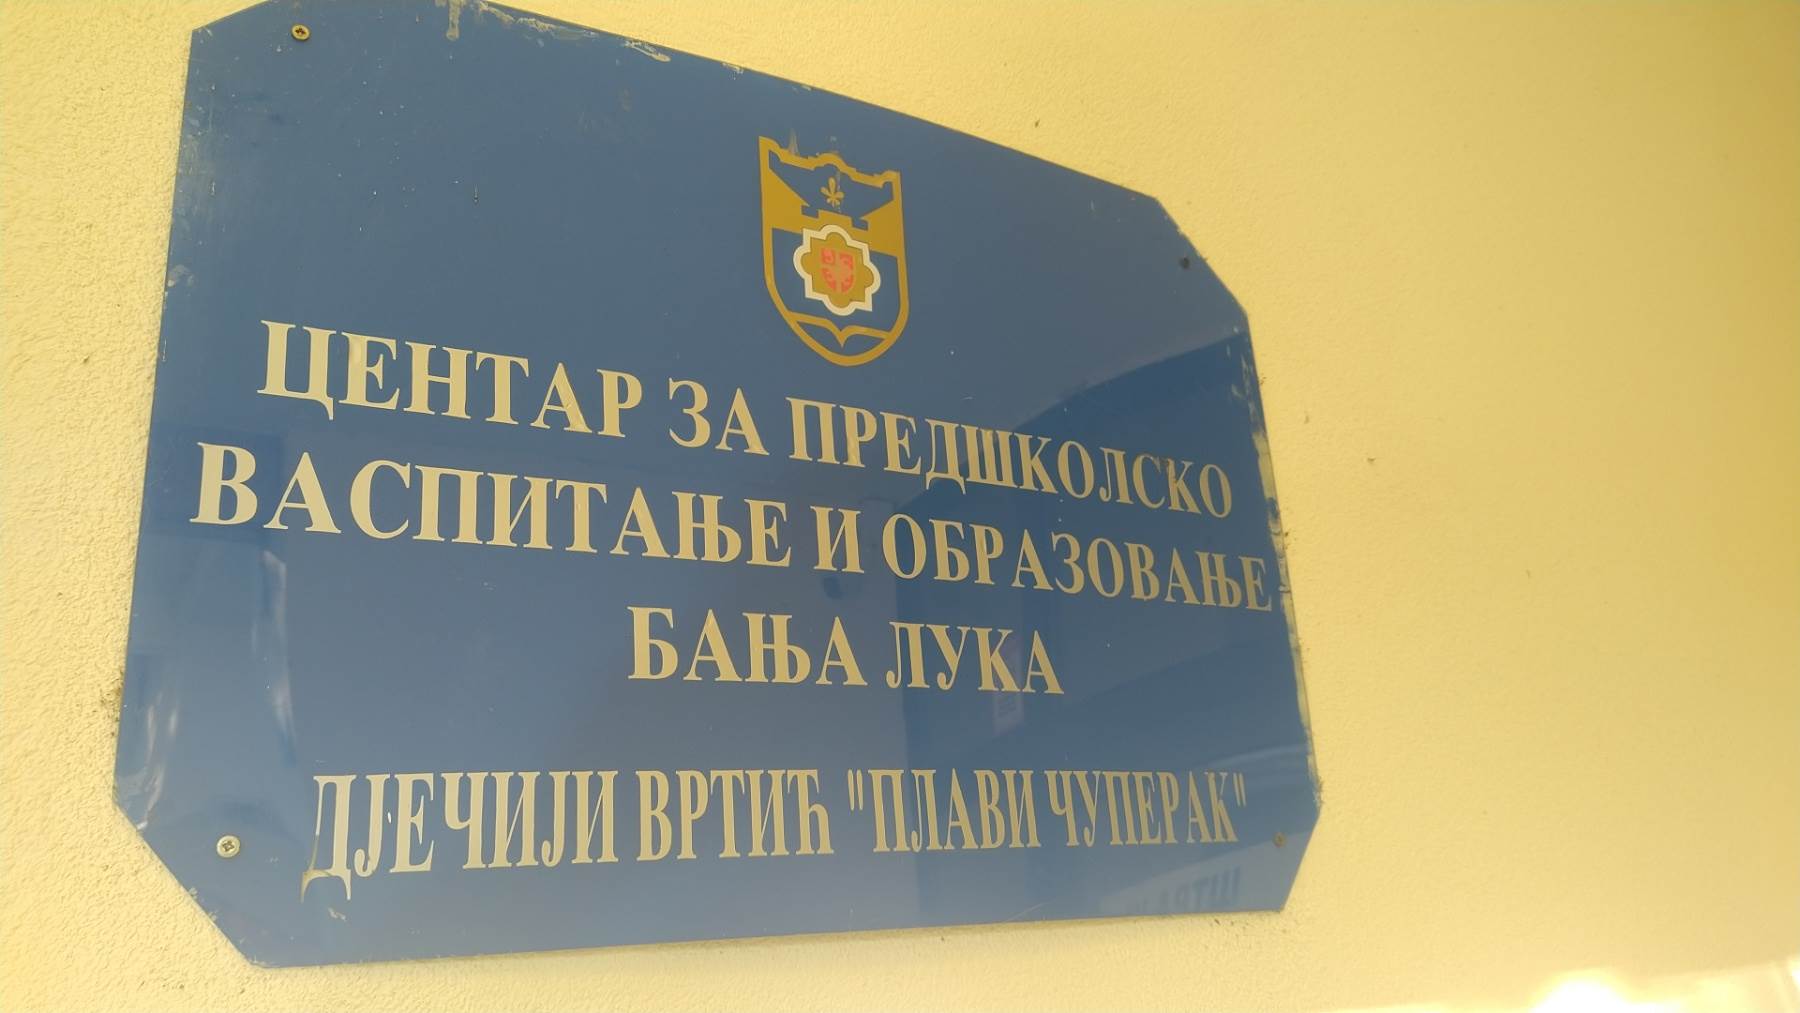 ЦЕНТАР ЗА ПРЕДШКОЛСКО
ВАСПИТАЊЕ И ОБРАЗОВАЊЕ
БАЊА ЛУКА
ДЈЕЧИЈИ ВРТИЋ "ПЛАВИ ЧУПЕРАК"